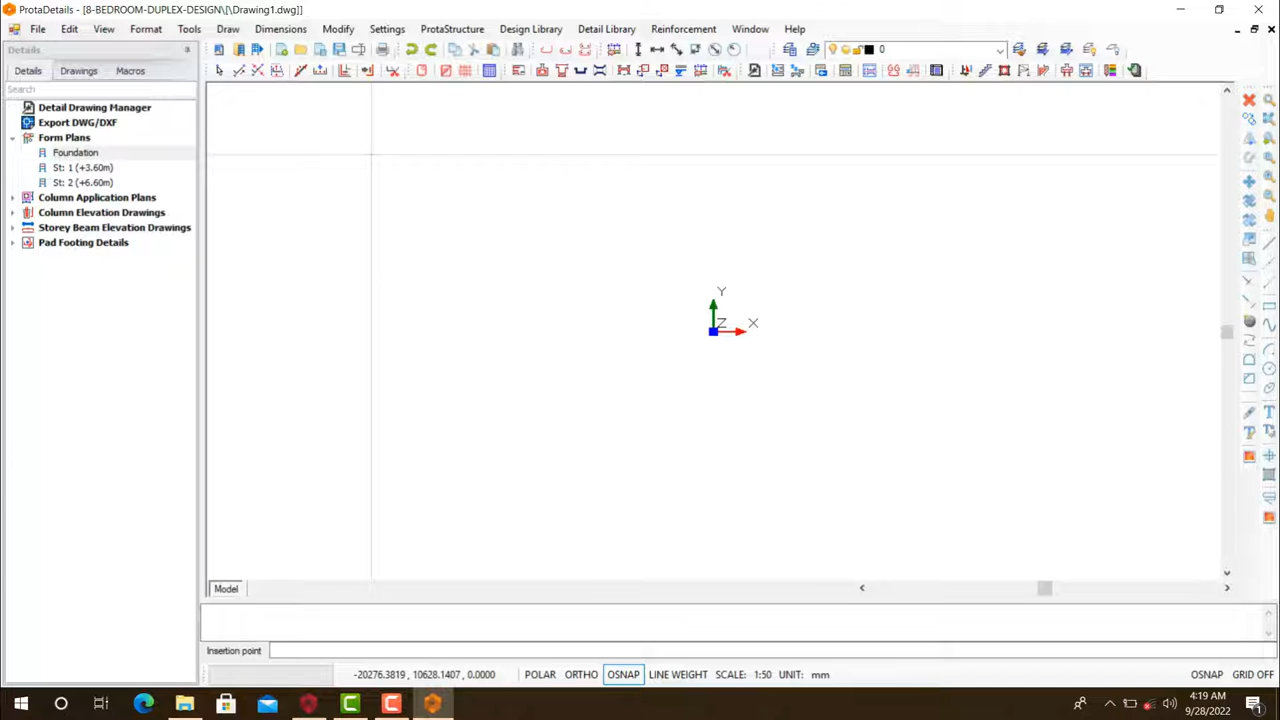 ProtaDetails - [8-BEDROOM-DUPLEX-DESIGN\[\Drawing1.dwg]]
File Edit View Format Tools Draw Dimensions Modify Settings ProtaStructure Design Library Detail Library Reinforcement Window Help
Details
0
Details Drawings Macros
Search
Detail Drawing Manager
Export DWG/DXF
Form Plans
Foundation
St: 1 (+3.60m)
St: 2 (+6.60m)
Column Application Plans
Column Elevation Drawings
Storey Beam Elevation Drawings
Pad Footing Details
Y
Z X
Model
Insertion point
-20276.3819, 10628.1407, 0.0000 POLAR ORTHO OSNAP LINE WEIGHT SCALE: 1:50 UNIT: mm OSNAP GRID OFF
4:19 AM
9/28/2022
1